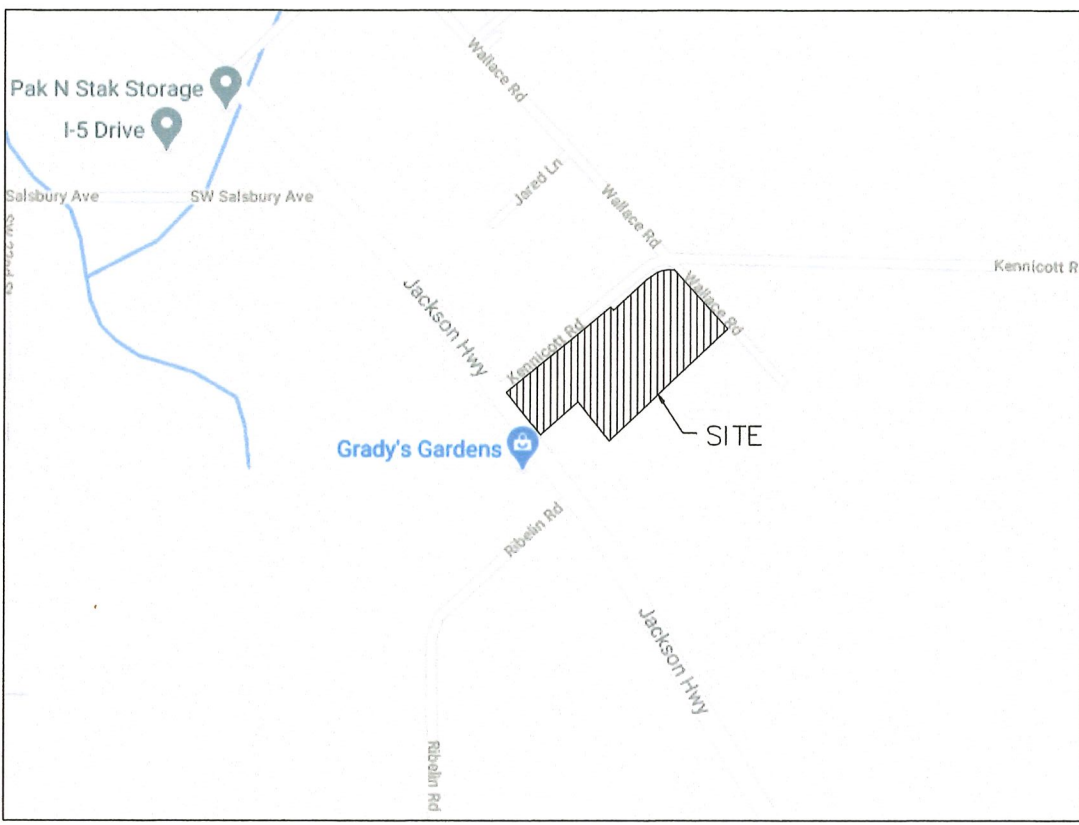 Wallace Rd
Pak N Stak Storage
I-5 Drive
Jared Ln
Salsbury Ave
SW Salsbury Ave
Wallace Rd
Kennicott R
Wallace Rd
Jackson Hwy
Kennicott Rd
SITE
Grady's Gardens
Ribelin Rd
Jackson Hwy
Ribelin Rd